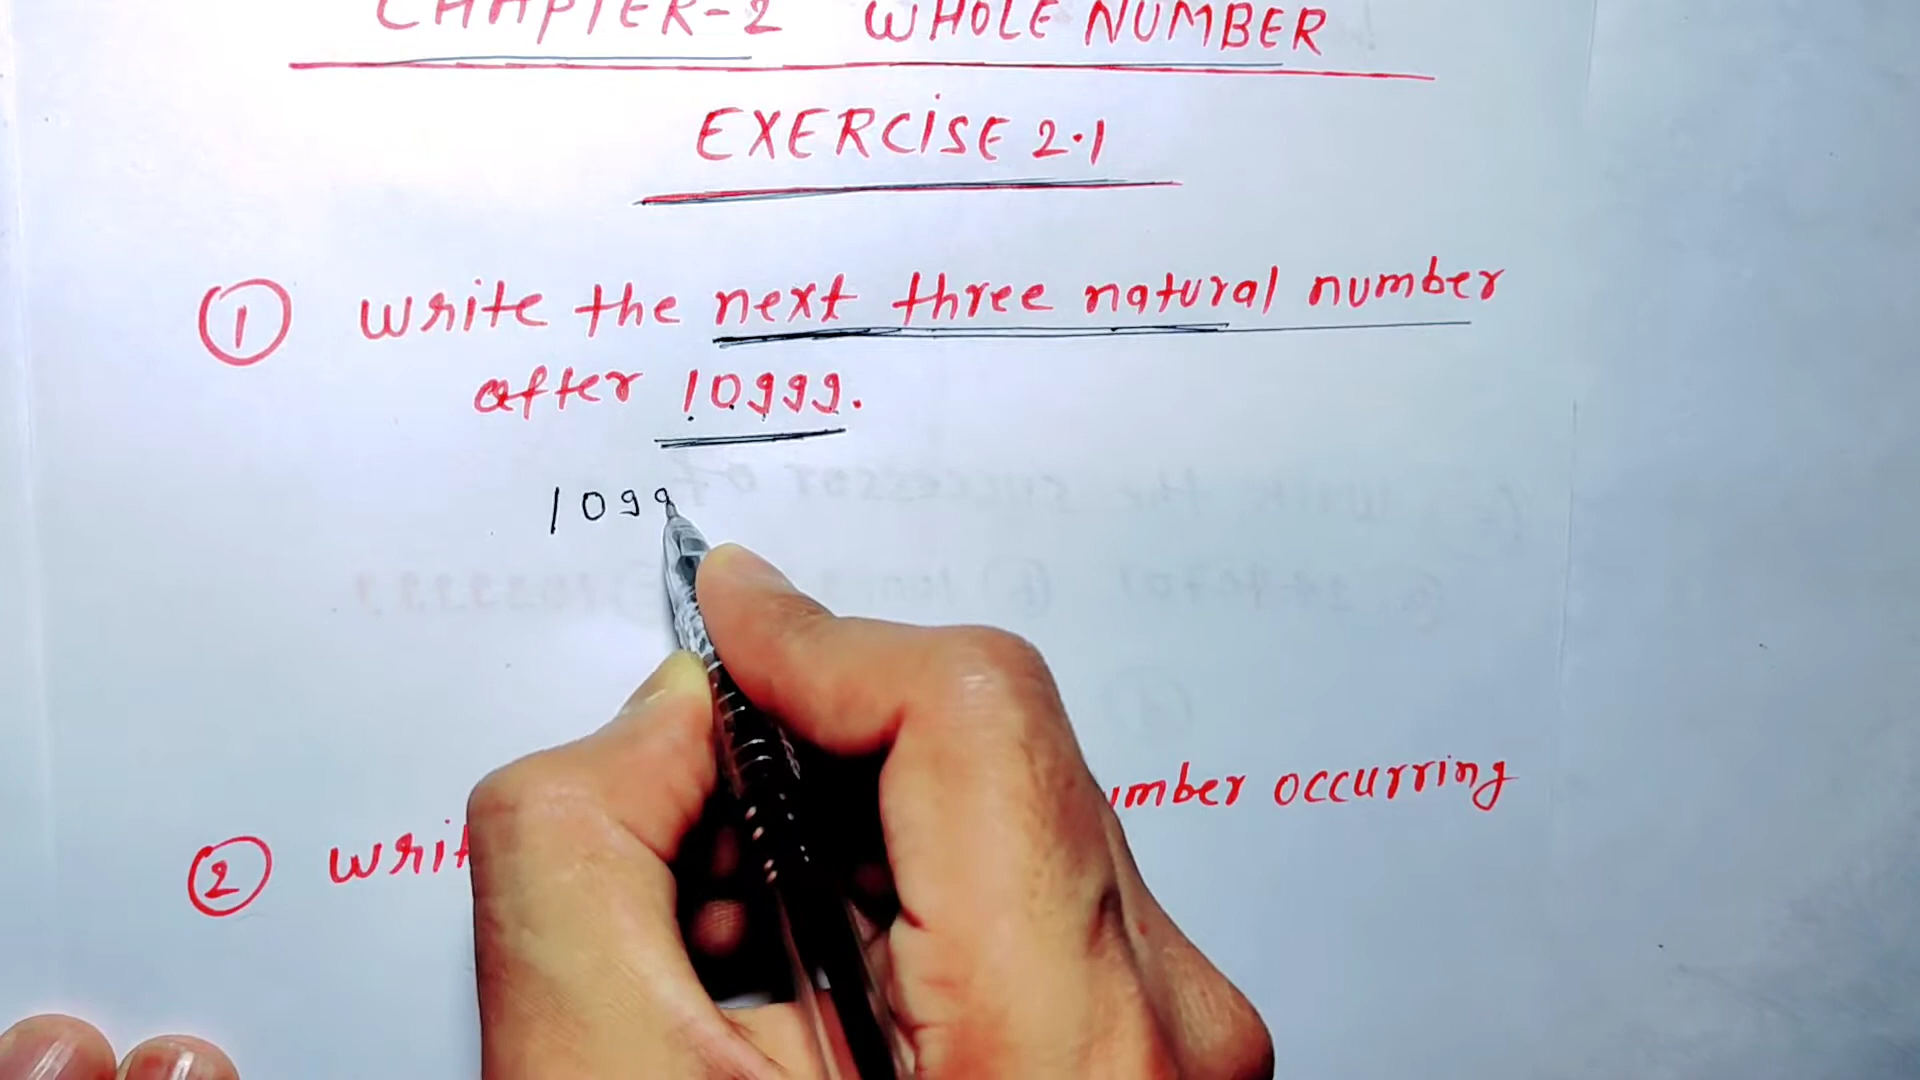 CHAPTER-2 WHOLE NUMBER
EXERCISE 2.1
① Write the next three natural number
after 10999.
1099
② writ umber occurring